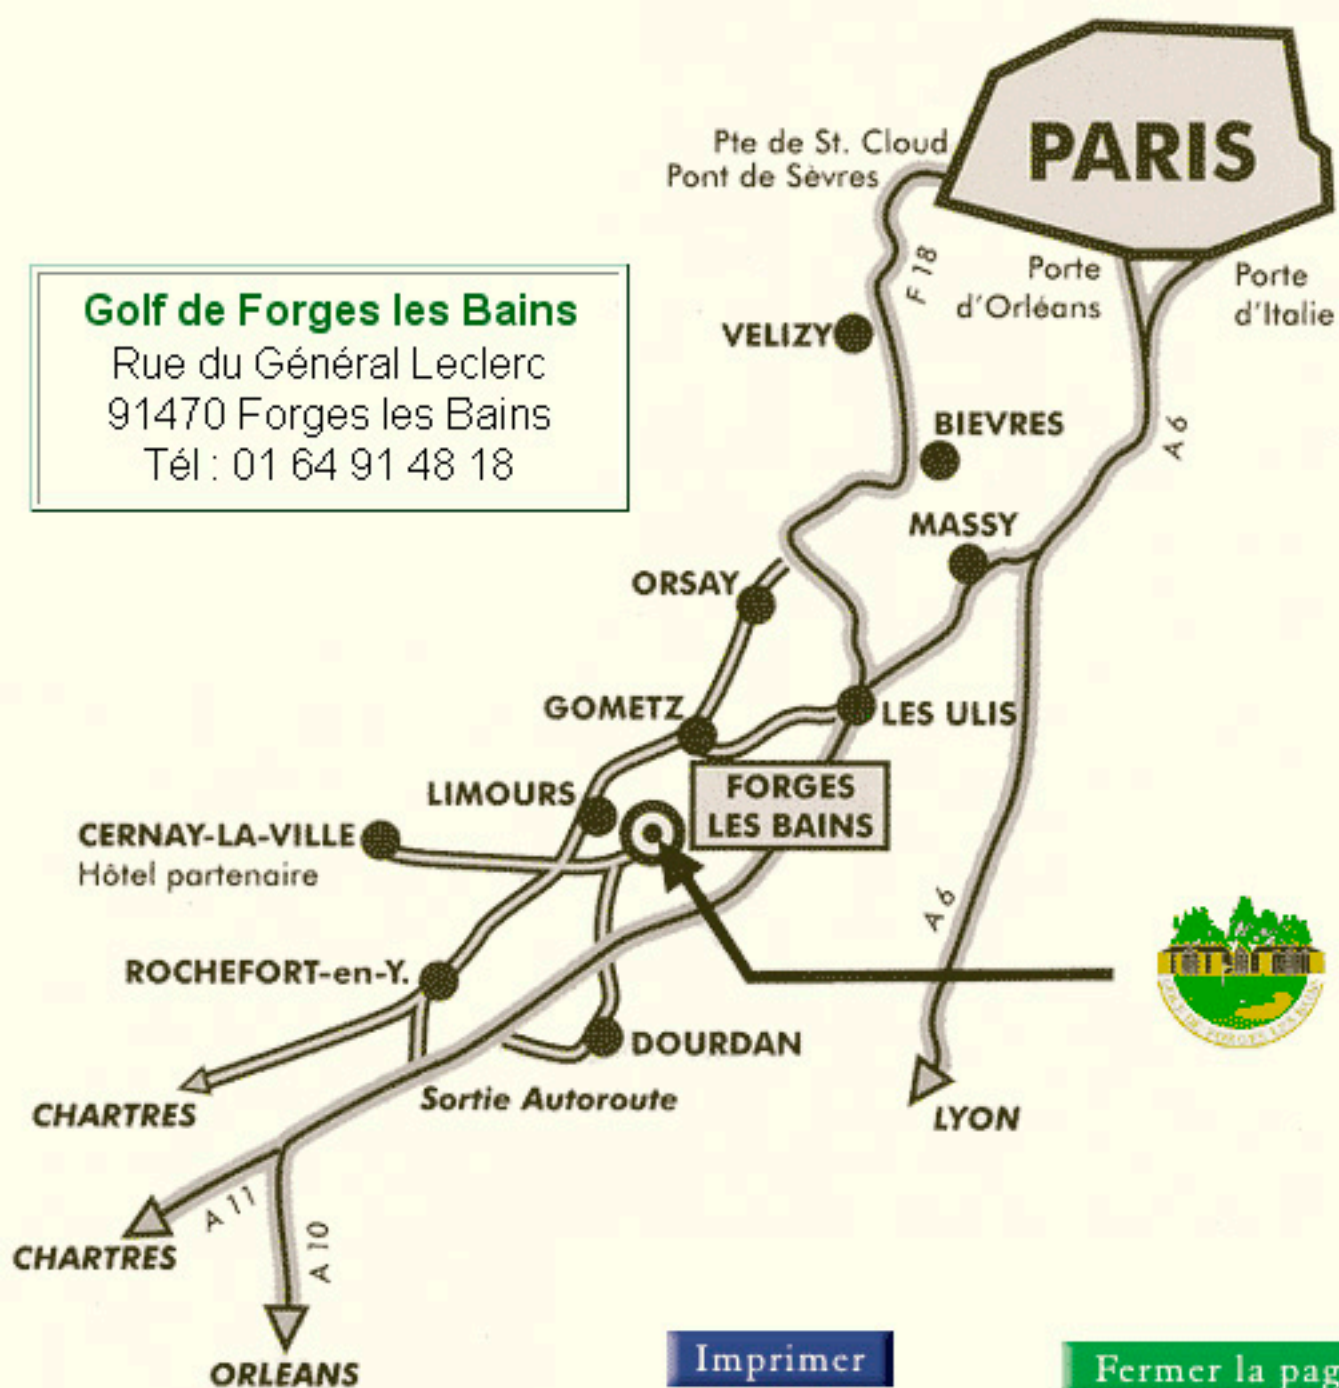 PARIS
Pte de St. Cloud
Pont de Sèvres
F 18
Porte
d'Orléans
Porte
d'Italie
Golf de Forges les Bains
Rue du Général Leclerc
91470 Forges les Bains
Tél : 01 64 91 48 18
VELIZY
BIEVRES
A 6
MASSY
ORSAY
GOMETZ
LES ULIS
FORGES
LES BAINS
LIMOURS
CERNAY-LA-VILLE
Hôtel partenaire
A 6
ROCHEFORT-en-Y.
DOURDAN
Sortie Autoroute
CHARTRES
LYON
A 11
CHARTRES
A 10
ORLEANS
Imprimer
Fermer la pag